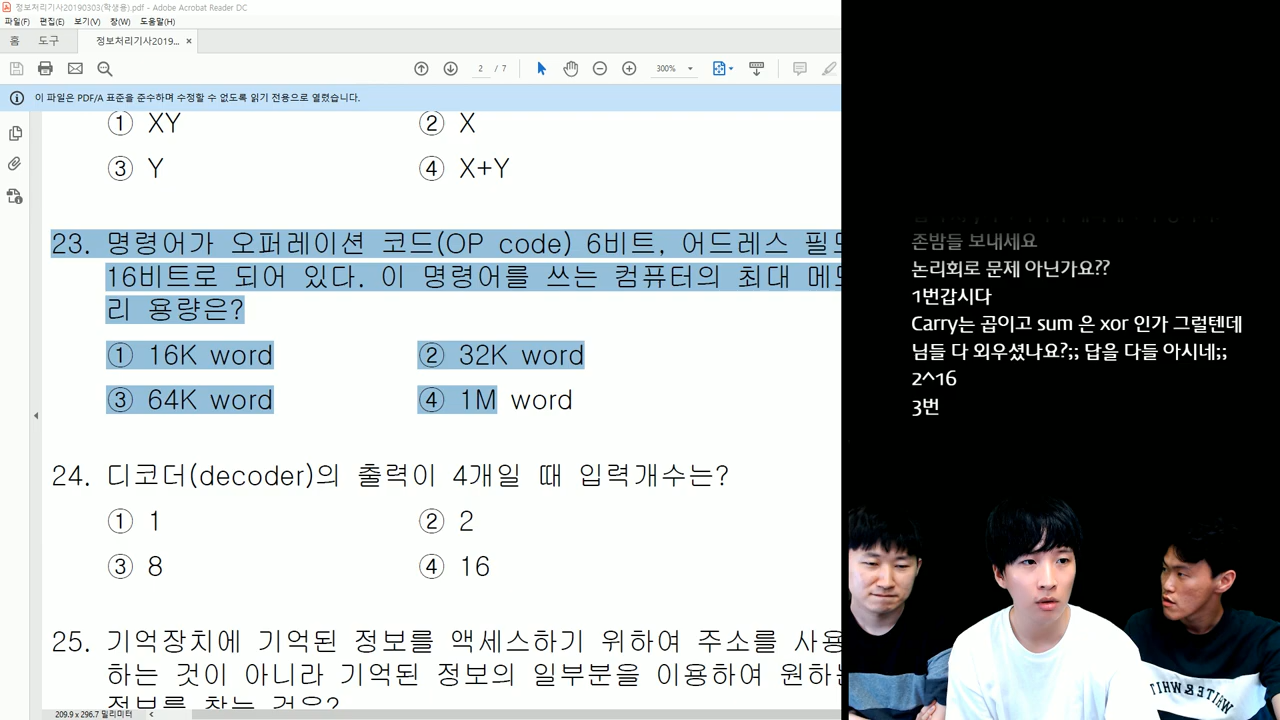 정보처리기사20190303(학생용).pdf - Adobe Acrobat Reader DC
파일(F) 편집(E) 보기(V) 창(W) 도움말(H)
홈 도구 정보처리기사2019... ×
2 / 7 300%
이 파일은 PDF/A 표준을 준수하며 수정할 수 없도록 읽기 전용으로 열렸습니다.
① XY ② X
③ Y ④ X+Y
23. 명령어가 오퍼레이션 코드(OP code) 6비트, 어드레스
16비트로 되어 있다. 이 명령어를 쓰는 컴퓨터의 최대
리 용량은?
① 16K word ② 32K word
③ 64K word ④ 1M word
24. 디코더(decoder)의 출력이 4개일 때 입력개수는?
① 1 ② 2
③ 8 ④ 16
25. 기억장치에 기억된 정보를 액세스하기 위하여 주소를 사용
하는 것이 아니라 기억된 정보의 일부분을 이용하여
정보를 찾는 것은?
209.9 x 296.7 밀리미터
존밤들 보내세요
논리회로 문제 아닌가요??
1번갑시다
Carry는 곱이고 sum 은 xor 인가 그럴텐데
님들 다 외우셨나요?;; 답을 다들 아시네;;
2^16
3번
WHITE&WHIT